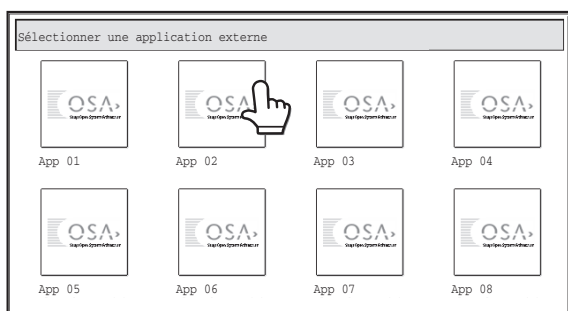 Sélectionner une application externe
OSA
OSA
OSA
OSA
App 01
App 02
App 03
App 04
OSA
OSA
OSA
OSA
App 05
App 06
App 07
App 08